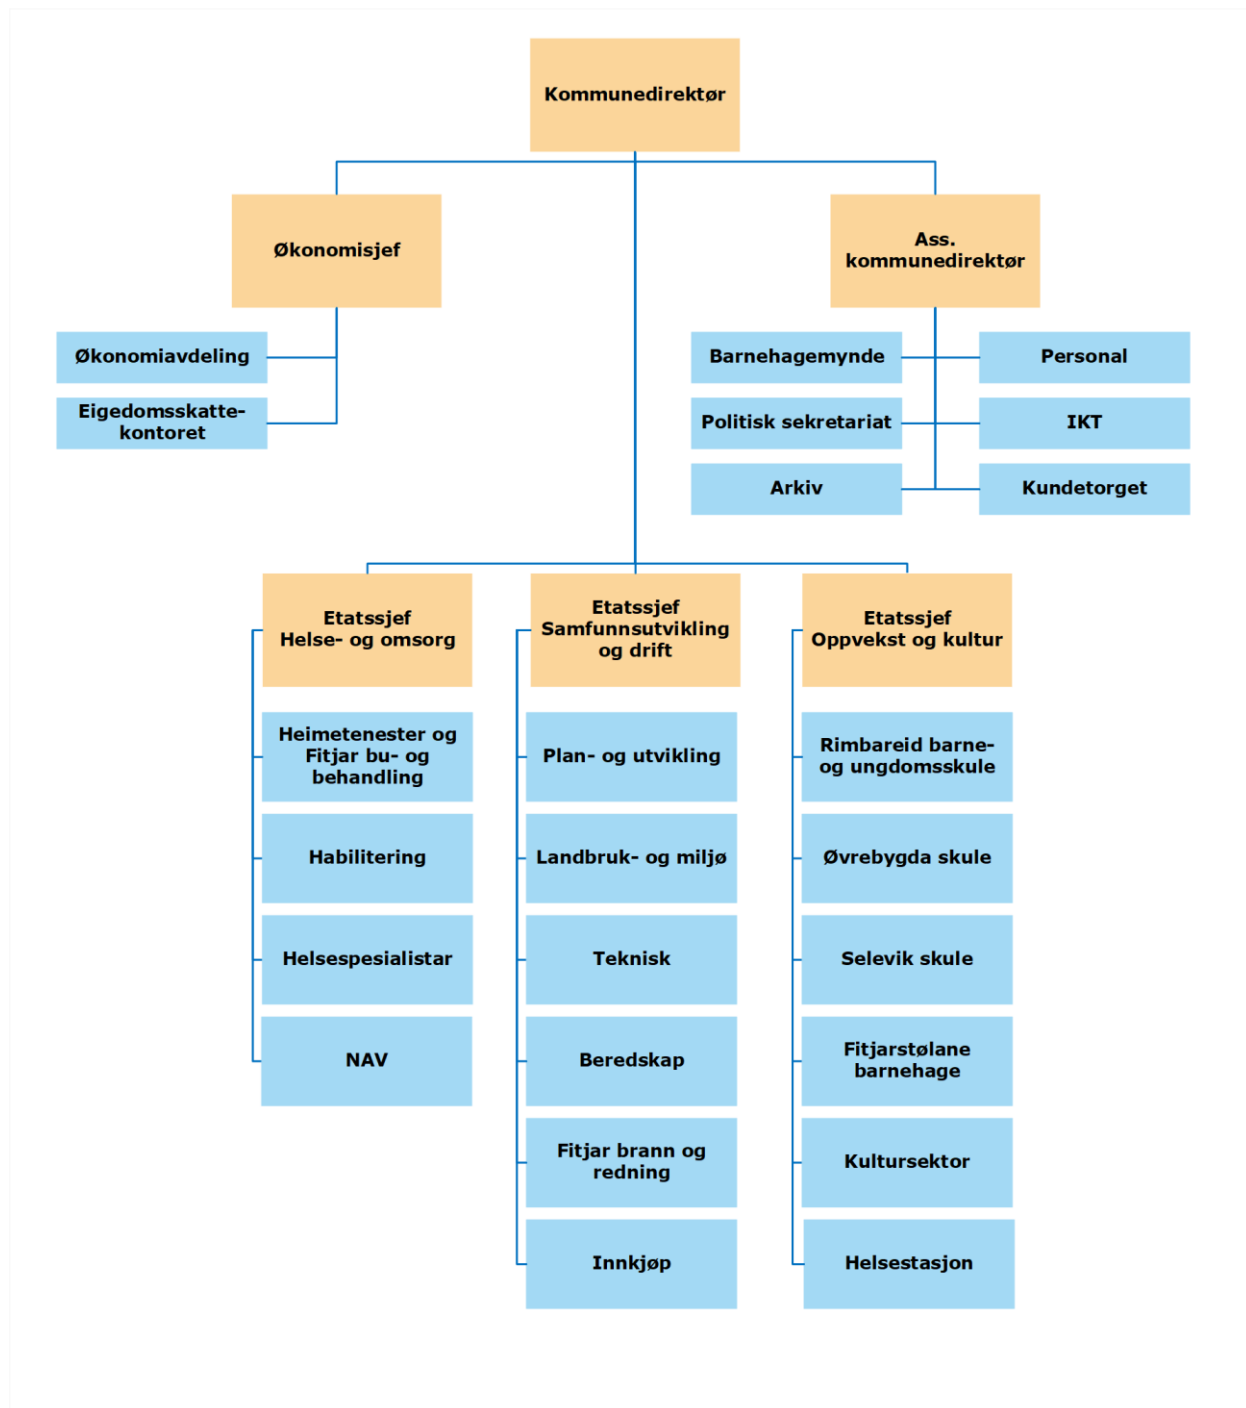 Kommunedirektør
Økonomisjef
Ass.
kommunedirektør
Økonomiavdeling
Eigedomsskatte-
kontoret
Barnehagemynde
Personal
Politisk sekretariat
IKT
Arkiv
Kundetorget
Etatssjef
Helse- og omsorg
Heimetenester og
Fitjar bu- og
behandling
Habilitering
Helsespesialistar
NAV
Etatssjef
Samfunnsutvikling
og drift
Plan- og utvikling
Landbruk- og miljø
Teknisk
Beredskap
Fitjar brann og
redning
Innkjøp
Etatssjef
Oppvekst og kultur
Rimbareid barne-
og ungdomsskule
Øvrebygda skule
Selevik skule
Fitjarstølane
barnehage
Kultursektor
Helsestasjon